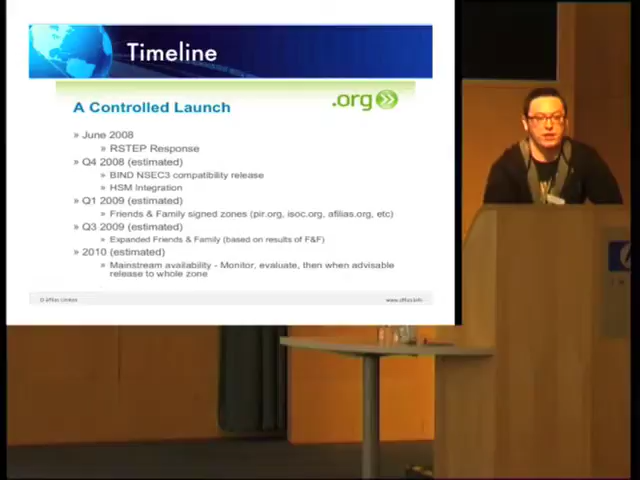 Timeline
.org
A Controlled Launch
» June 2008
» RSTEP Response
» Q4 2008 (estimated)
» BIND NSEC3 compatibility release
» HSM Integration
» Q1 2009 (estimated)
» Friends & Family signed zones (pir.org, isoc.org, afilias.org, etc)
» Q3 2009 (estimated)
» Expanded Friends & Family (based on results of F&F)
» 2010 (estimated)
» Mainstream availability - Monitor, evaluate, then when advisable
release to whole zone
© Afilias Limited
www.afilias.info